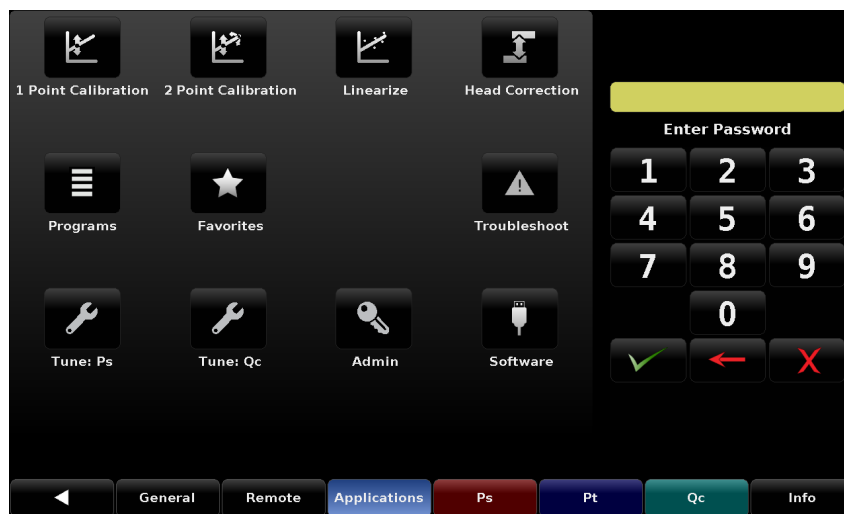 1 Point Calibration
2 Point Calibration
Linearize
Head Correction
Programs
Favorites
Troubleshoot
Tune: Ps
Tune: Qc
Admin
Software
Enter Password
1 2 3
4 5 6
7 8 9
0
X
General
Remote
Applications
Ps
Pt
Qc
Info